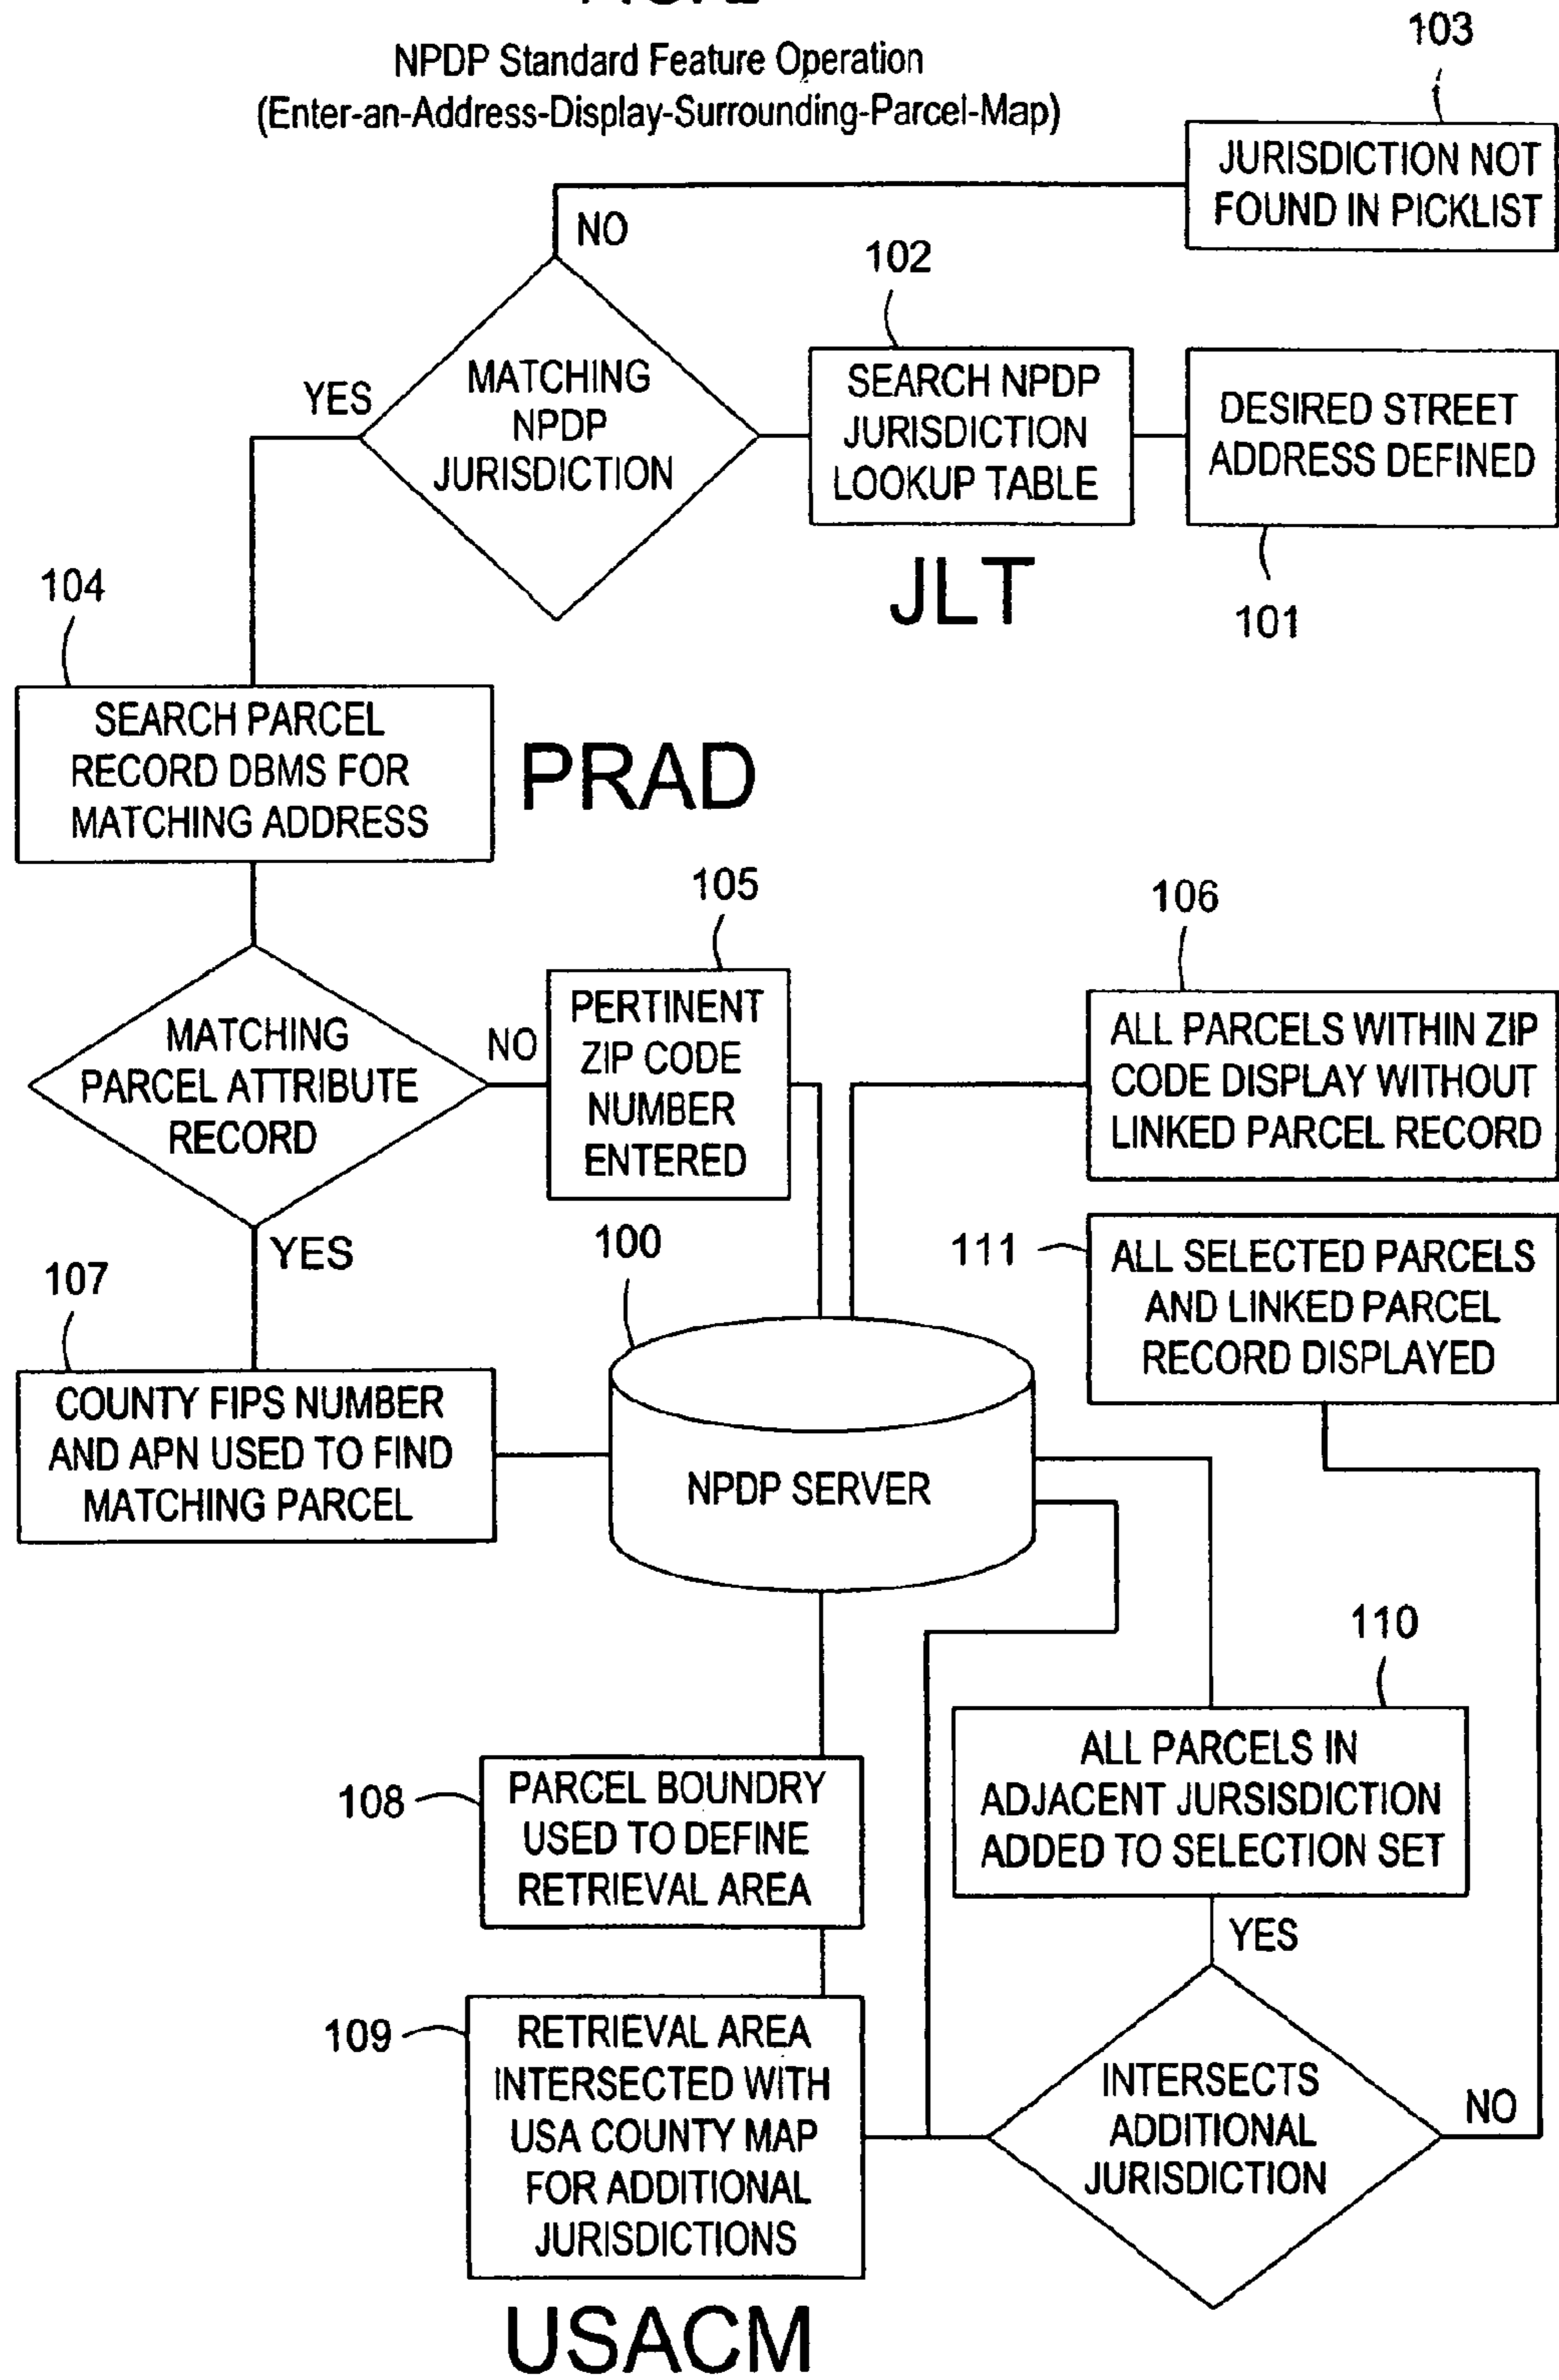 NPDP Standard Feature Operation
(Enter-an-Address-Display-Surrounding-Parcel-Map)
103
JURISDICTION NOT
FOUND IN PICKLIST
NO
102
MATCHING
NPDP
JURISDICTION
YES
SEARCH NPDP
JURISDICTION
LOOKUP TABLE
DESIRED STREET
ADDRESS DEFINED
JLT
101
104
SEARCH PARCEL
RECORD DBMS FOR
MATCHING ADDRESS
PRAD
105
106
MATCHING
PARCEL ATTRIBUTE
RECORD
NO
PERTINENT
ZIP CODE
NUMBER
ENTERED
ALL PARCELS WITHIN ZIP
CODE DISPLAY WITHOUT
LINKED PARCEL RECORD
YES
100
111
ALL SELECTED PARCELS
AND LINKED PARCEL
RECORD DISPLAYED
107
COUNTY FIPS NUMBER
AND APN USED TO FIND
MATCHING PARCEL
NPDP SERVER
110
108
PARCEL BOUNDRY
USED TO DEFINE
RETRIEVAL AREA
ALL PARCELS IN
ADJACENT JURSISDICTION
ADDED TO SELECTION SET
YES
109
RETRIEVAL AREA
INTERSECTED WITH
USA COUNTY MAP
FOR ADDITIONAL
JURISDICTIONS
INTERSECTS
ADDITIONAL
JURISDICTION
NO
USACM